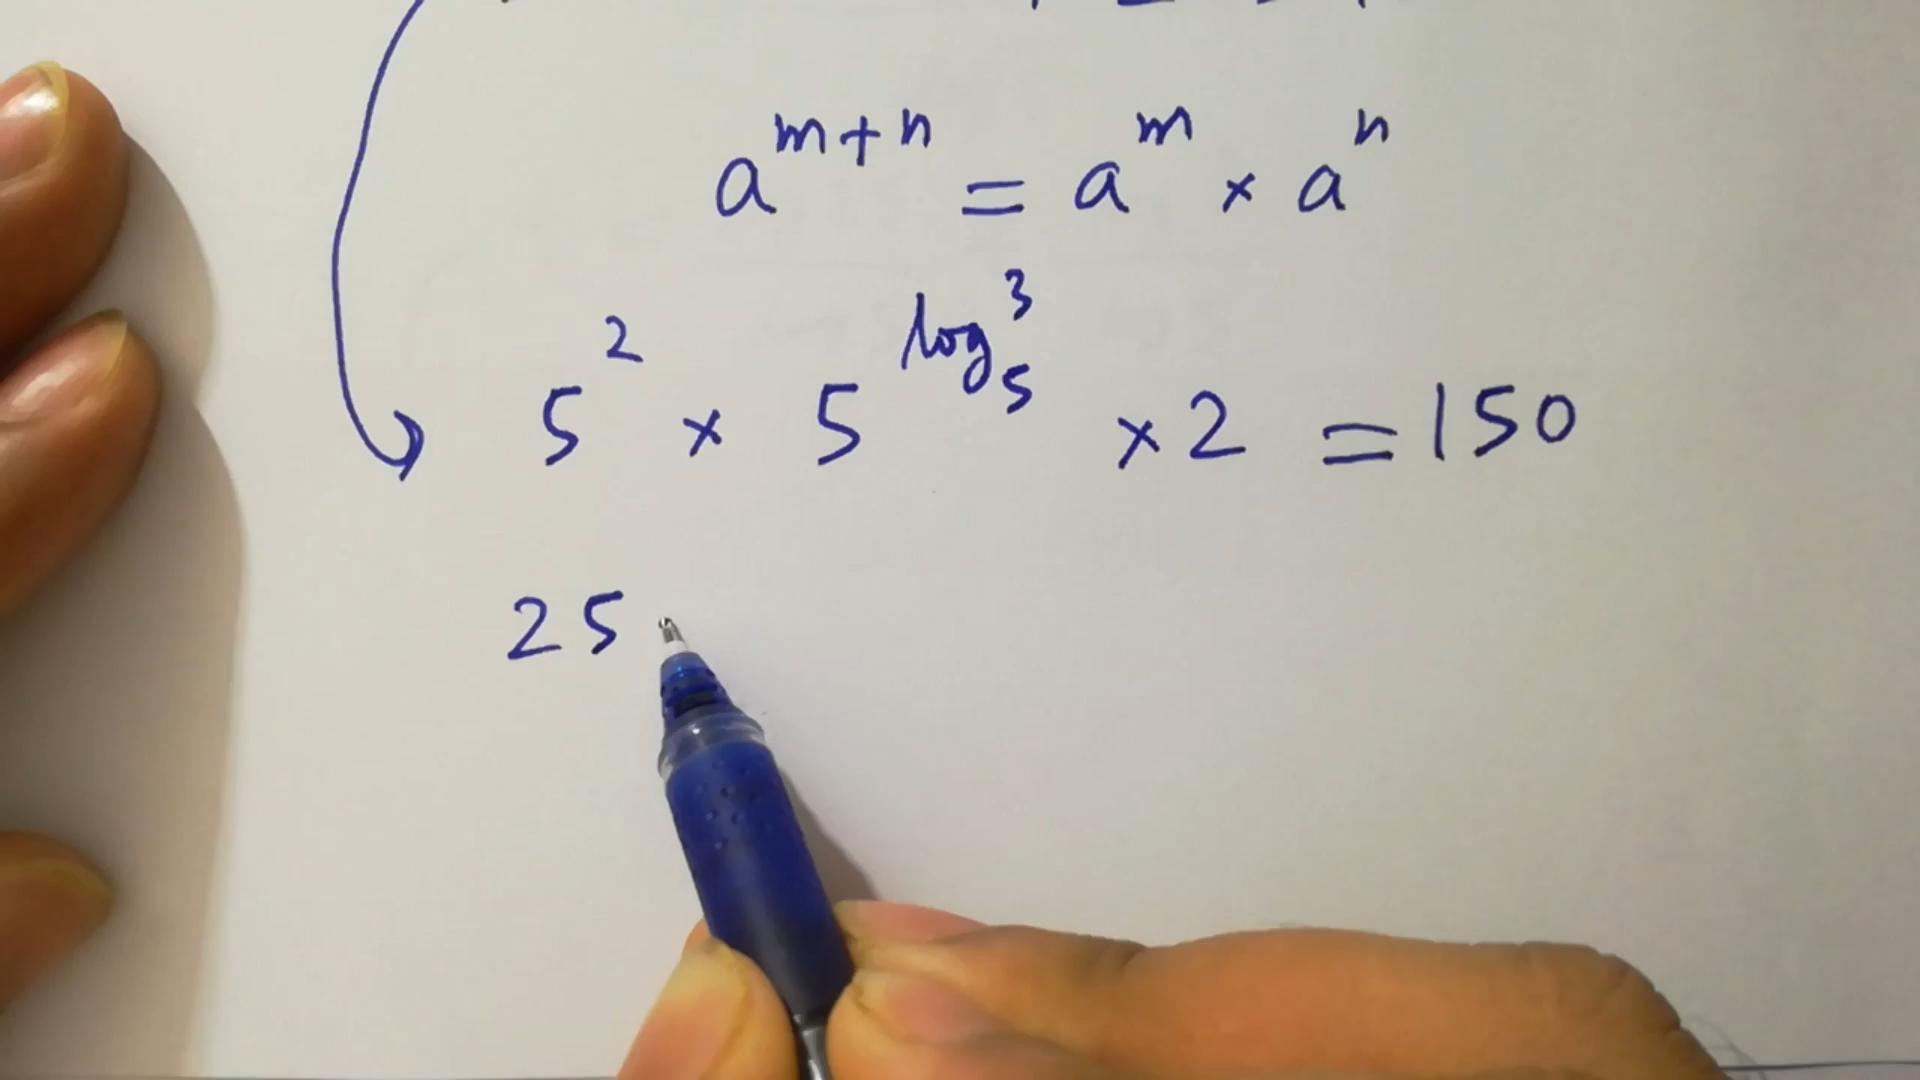 a^{m+n} = a^m × a^n
5^2 × 5^{log_5^3} × 2 = 150
25